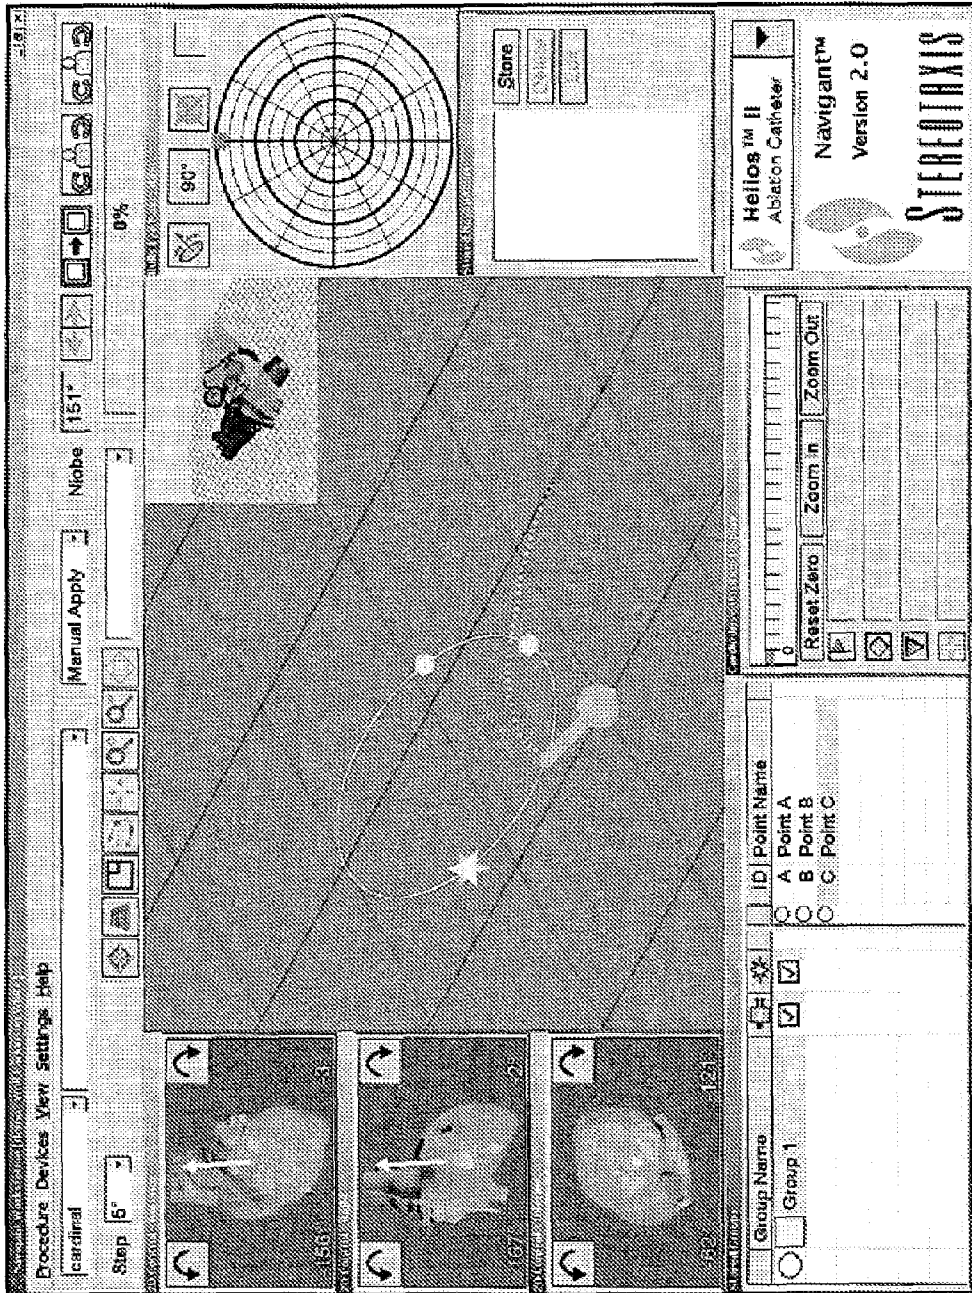 Procedure Devices View Settings Help
cardinal
Manual Apply
Niobe
151°
Step
0%
90°
Store
Group Name
Group 1
ID Point Name
A Point A
B Point B
C Point C
0
Reset Zero Zoom In Zoom Out
Helios™ II
Ablation Catheter
Navigant™
Version 2.0
STEREOTAXIS